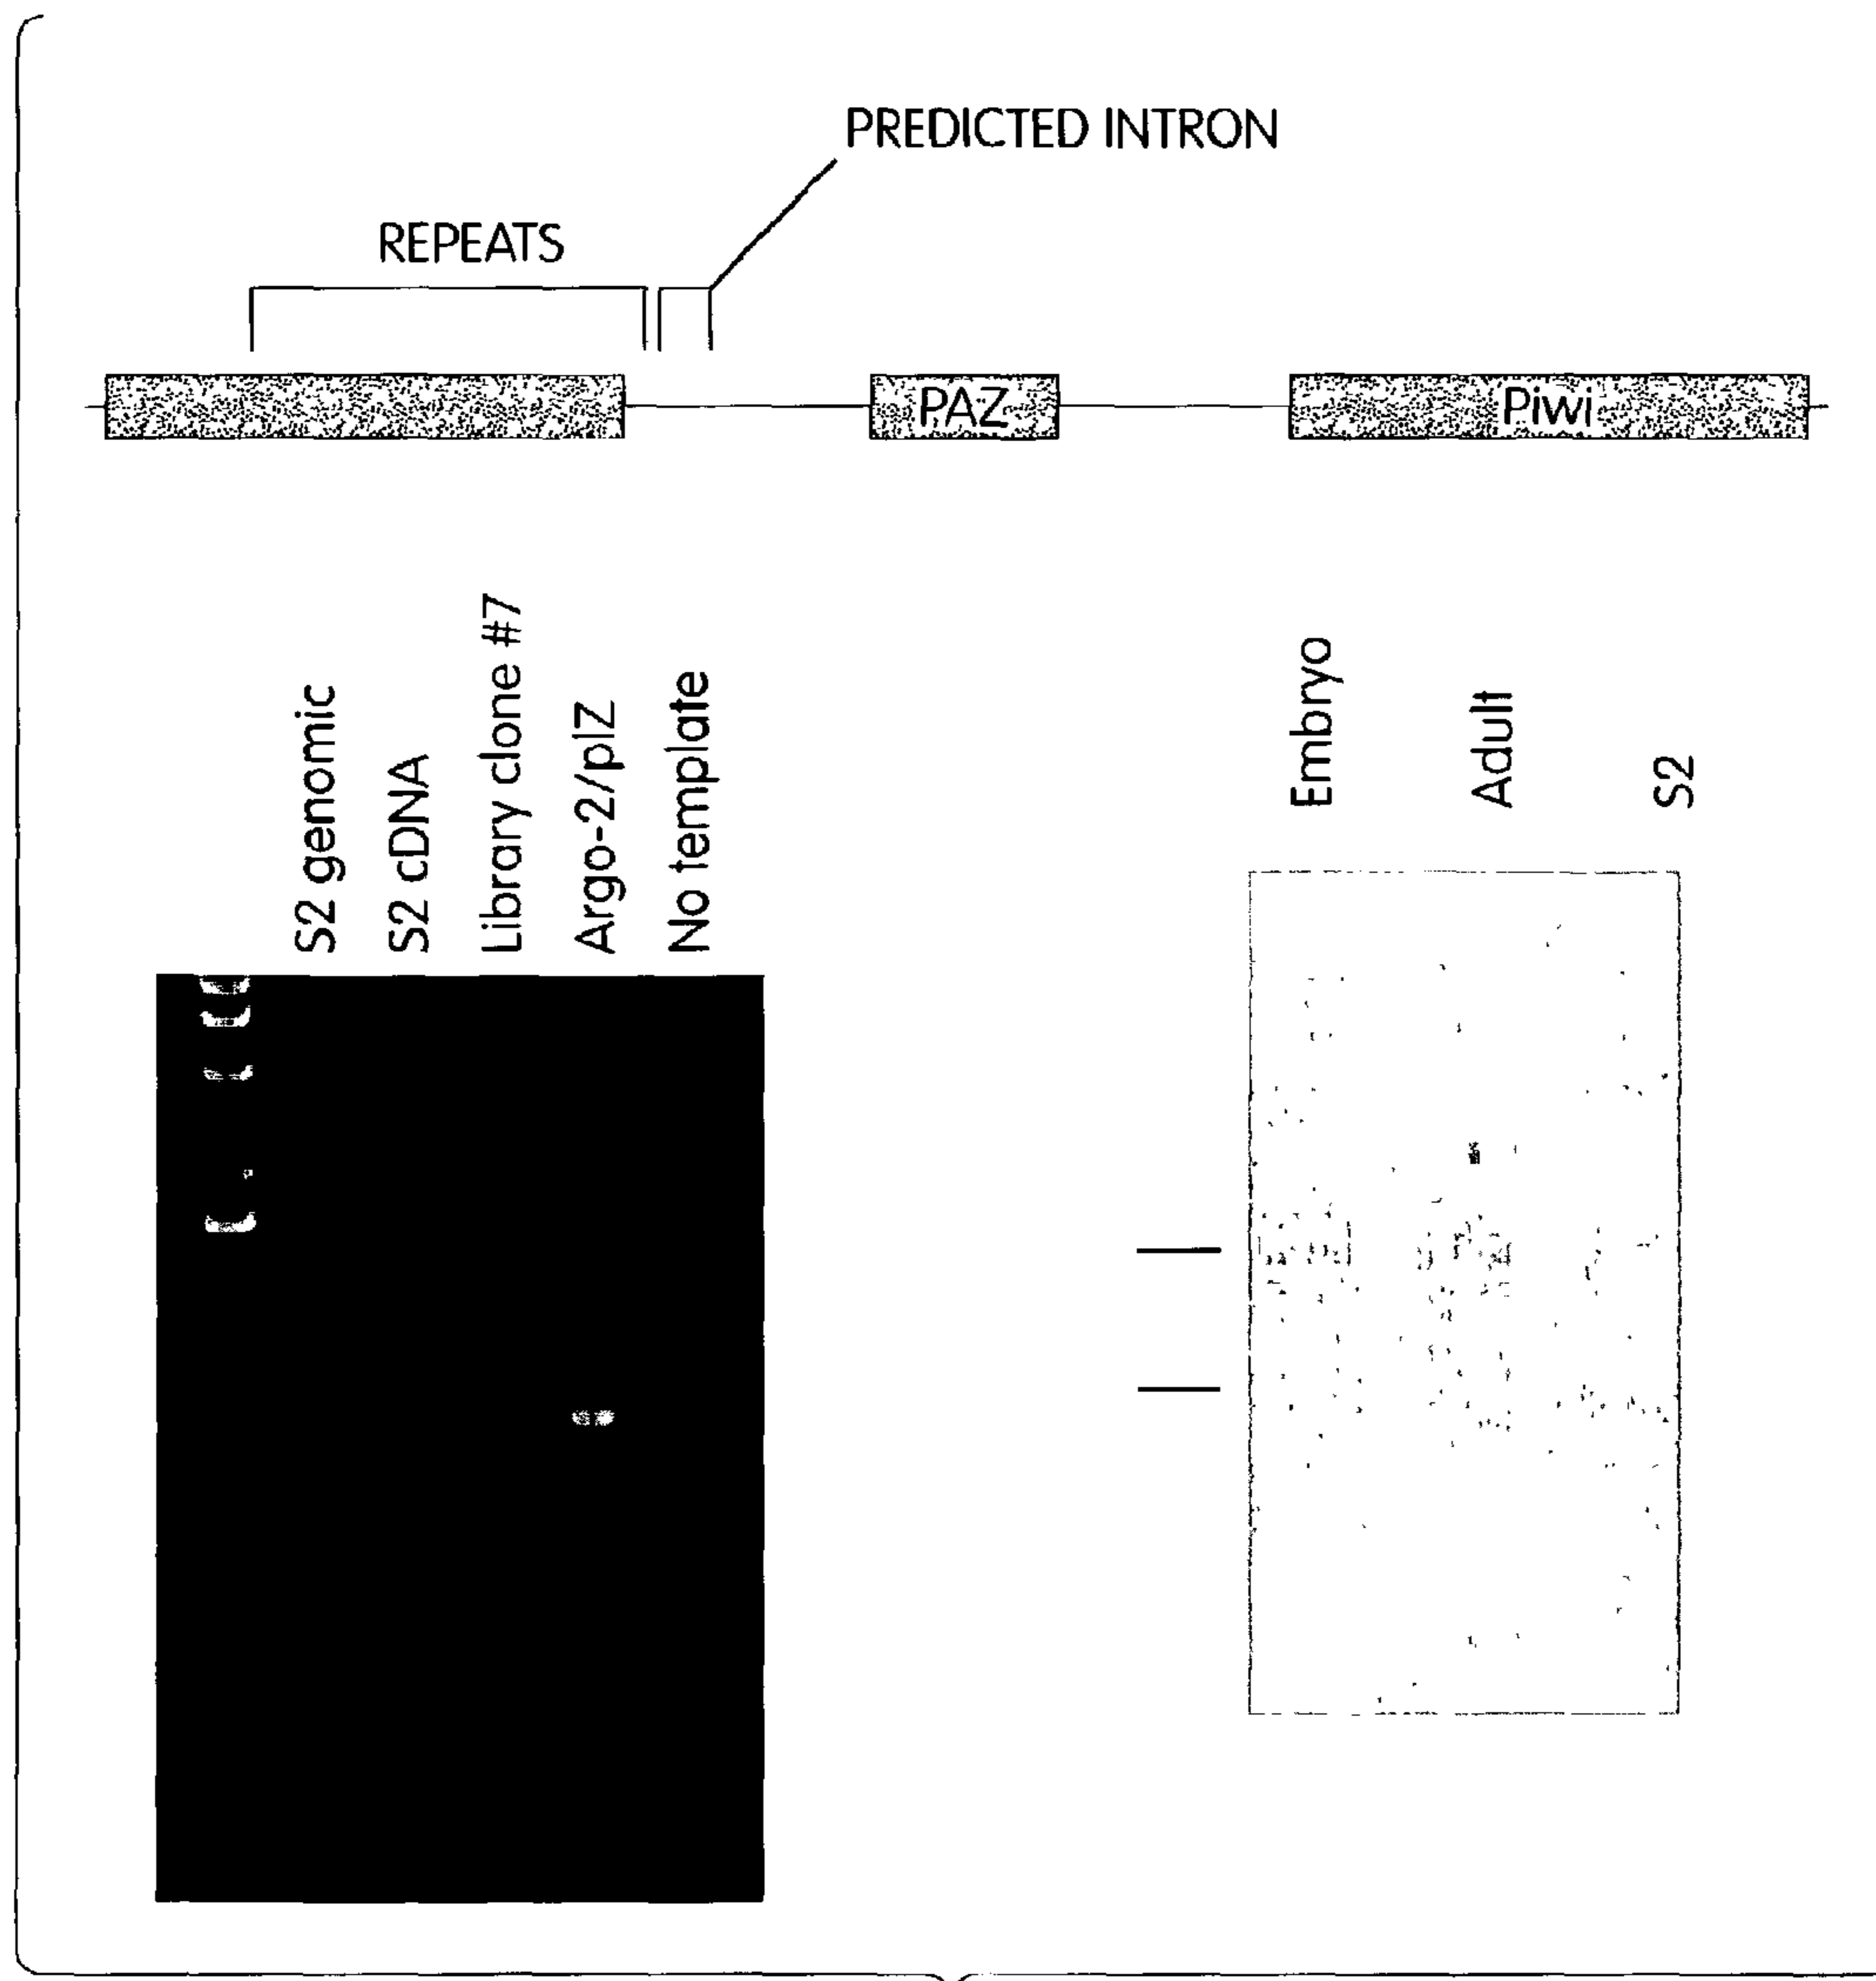 PREDICTED INTRON
REPEATS
PAZ
Piwi
S2 genomic
S2 cDNA
Library clone #7
Argo-2/pIZ
No template
Embryo
Adult
S2